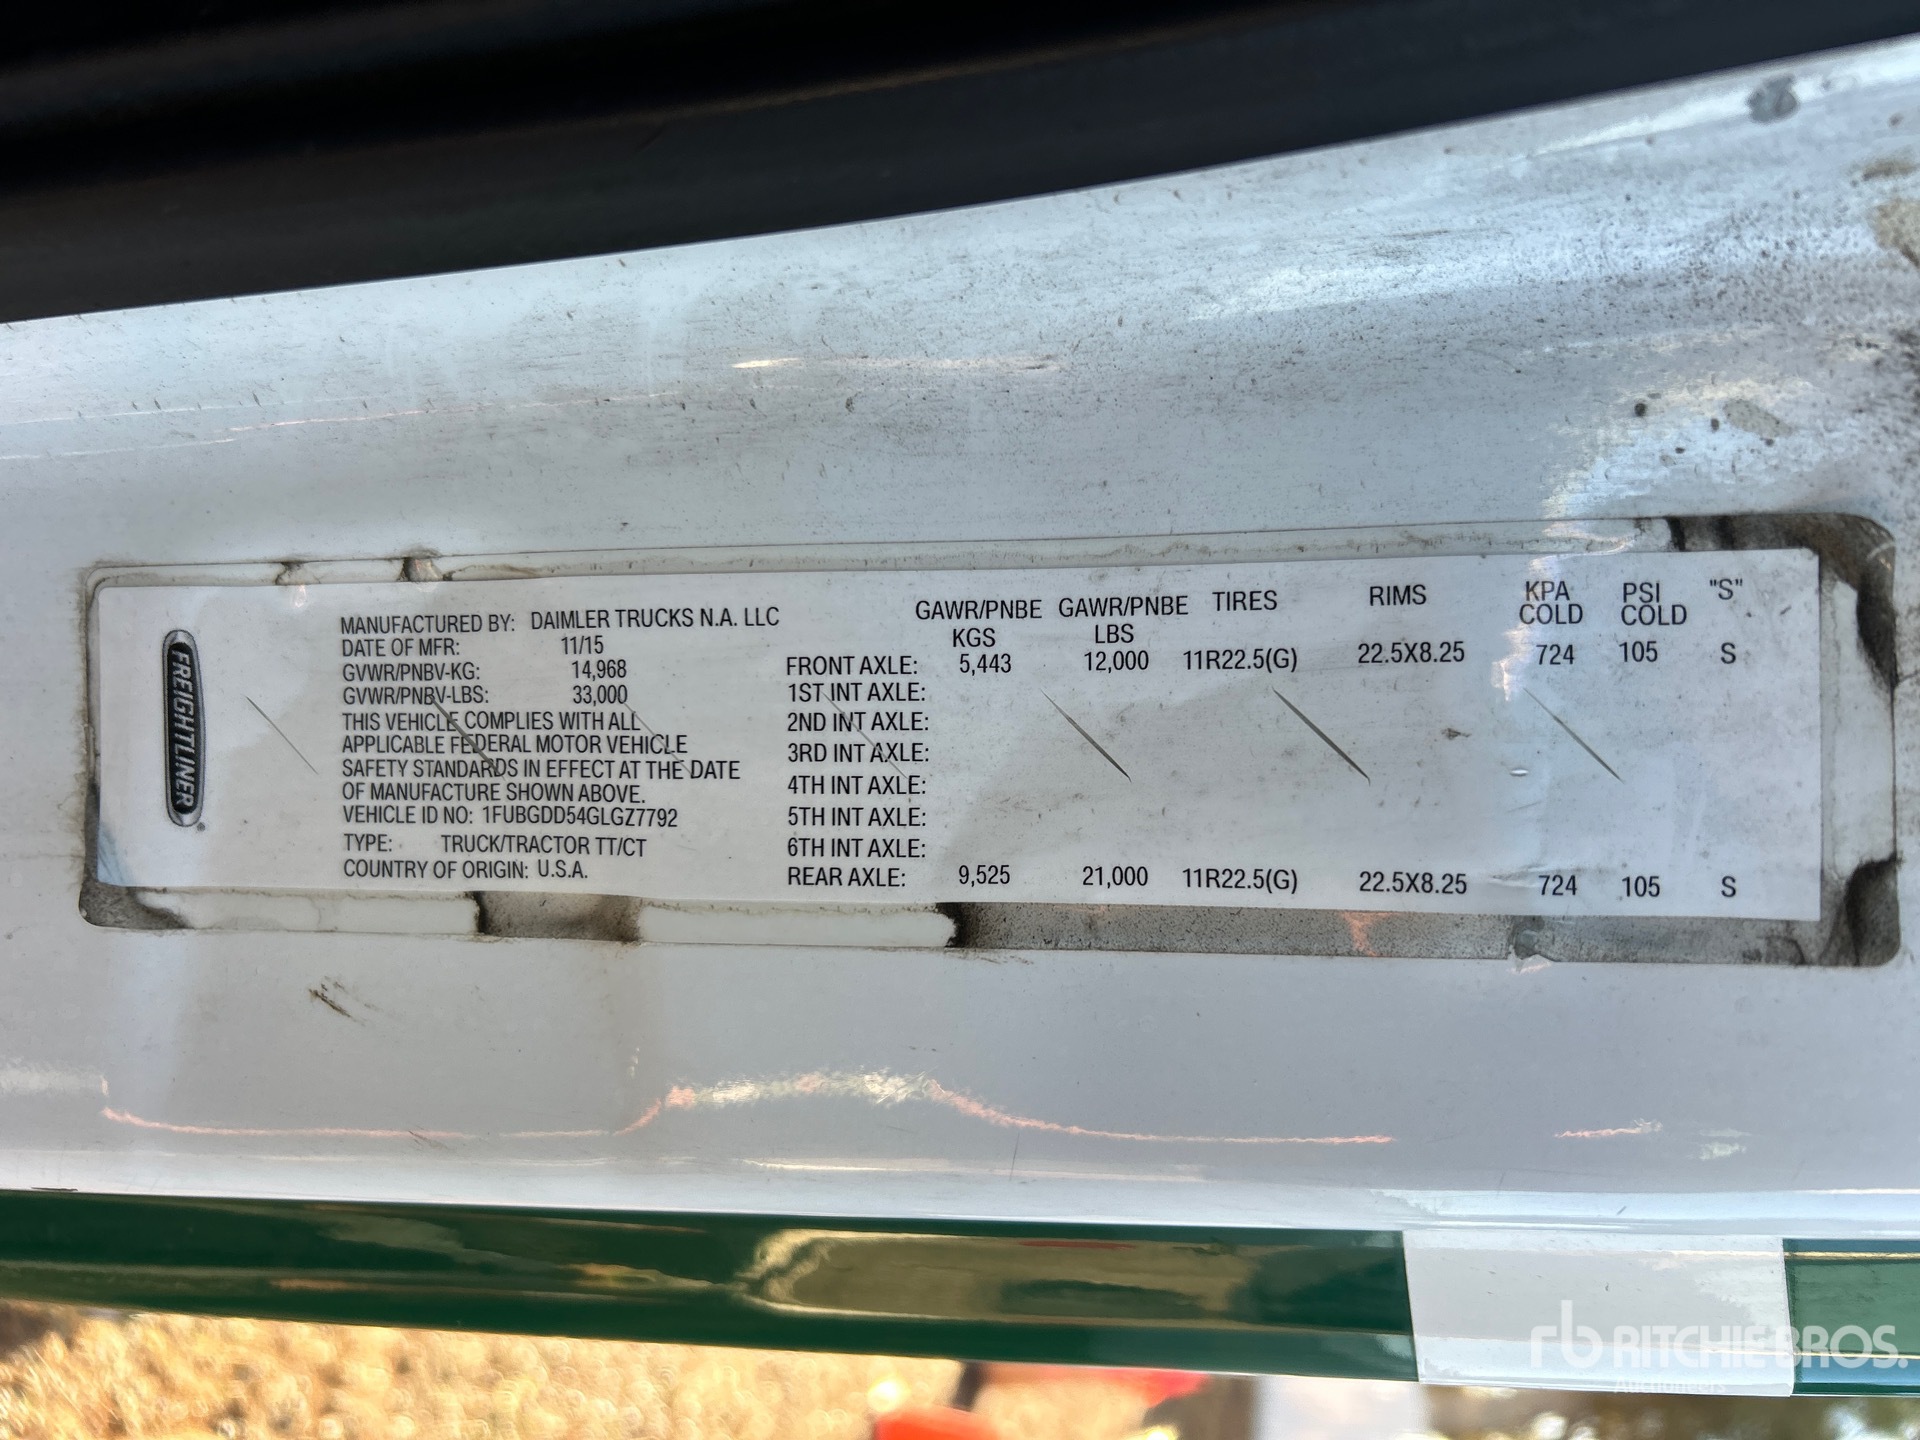 FREIGHTLINER
MANUFACTURED BY: DAIMLER TRUCKS N.A. LLC
DATE OF MFR: 11/15
GVWR/PNBV-KG: 14,968
GVWR/PNBV-LBS: 33,000
THIS VEHICLE COMPLIES WITH ALL
APPLICABLE FEDERAL MOTOR VEHICLE
SAFETY STANDARDS IN EFFECT AT THE DATE
OF MANUFACTURE SHOWN ABOVE.
VEHICLE ID NO: 1FUBGDD54GLGZ7792
TYPE: TRUCK/TRACTOR TT/CT
COUNTRY OF ORIGIN: U.S.A.
GAWR/PNBE GAWR/PNBE TIRES RIMS KPA PSI "S"
KGS LBS COLD COLD
FRONT AXLE: 5,443 12,000 11R22.5(G) 22.5X8.25 724 105 S
1ST INT AXLE:
2ND INT AXLE:
3RD INT AXLE:
4TH INT AXLE:
5TH INT AXLE:
6TH INT AXLE:
REAR AXLE: 9,525 21,000 11R22.5(G) 22.5X8.25 724 105 S
rb RITCHIE BROS.
Auctioneers